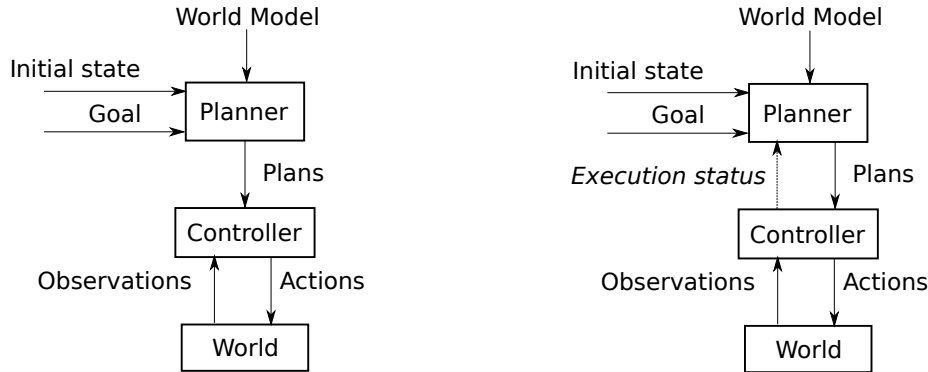 World Model
Initial state
Goal
Planner
Plans
Controller
Observations
Actions
World
World Model
Initial state
Goal
Planner
Execution status
Plans
Controller
Observations
Actions
World